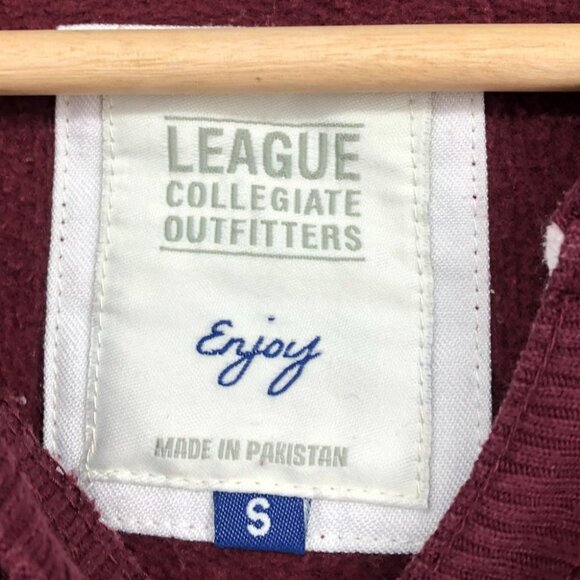 LEAGUE
COLLEGIATE
OUTFITTERS
Enjoy
MADE IN PAKISTAN
S